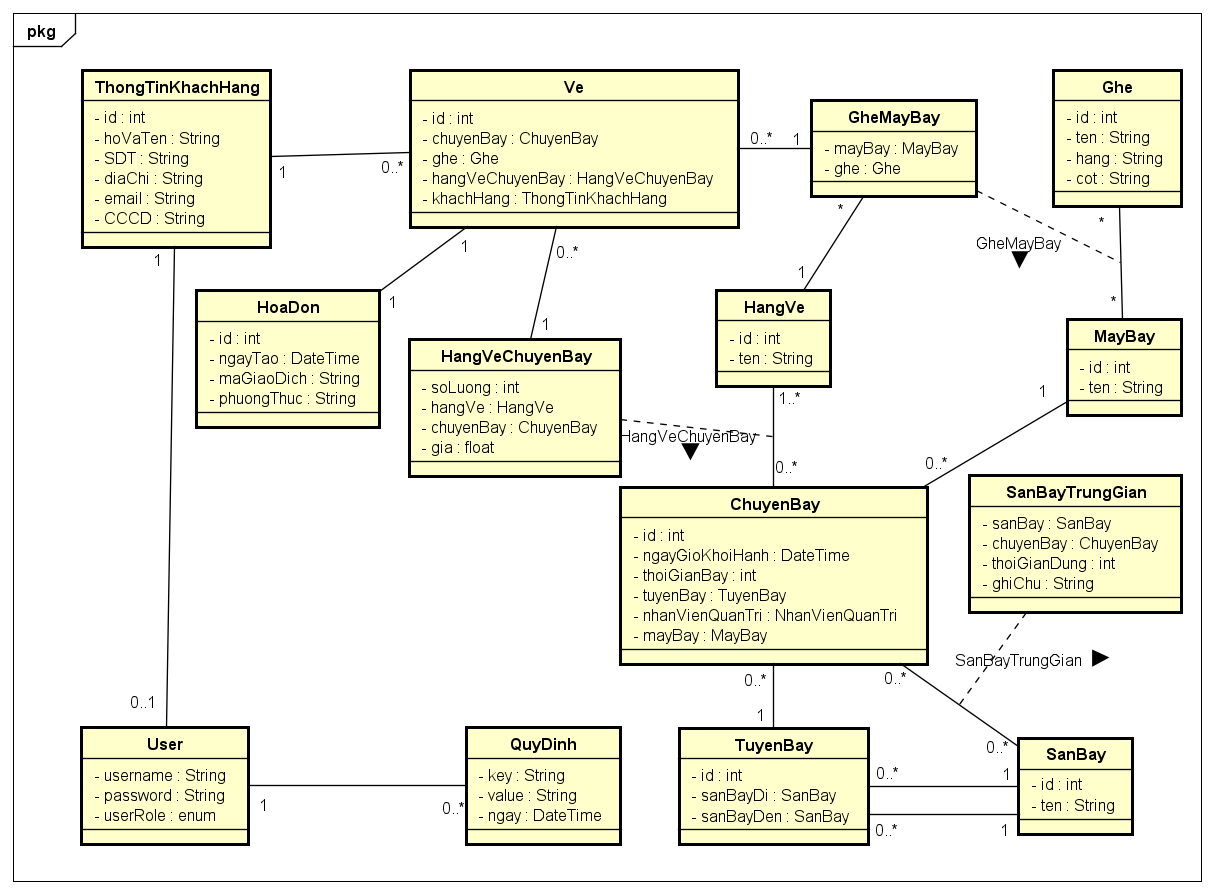 pkg
ThongTinKhachHang
- id : int
- hoVaTen : String
- SDT : String
- diaChi : String
- email : String
- CCCD : String
Ve
- id : int
- chuyenBay : ChuyenBay
- ghe : Ghe
- hangVeChuyenBay : HangVeChuyenBay
- khachHang : ThongTinKhachHang
GheMayBay
- mayBay : MayBay
- ghe : Ghe
Ghe
- id : int
- ten : String
- hang : String
- cot : String
1
0..*
0..*
1
1
1
0..*
1
*
1
GheMayBay
*
*
1
HoaDon
- id : int
- ngayTao : DateTime
- maGiaoDich : String
- phuongThuc : String
HangVeChuyenBay
- soLuong : int
- hangVe : HangVe
- chuyenBay : ChuyenBay
- gia : float
HangVe
- id : int
- ten : String
MayBay
- id : int
- ten : String
1..*
HangVeChuyenBay
0..*
1
0..*
ChuyenBay
- id : int
- ngayGioKhoiHanh : DateTime
- thoiGianBay : int
- tuyenBay : TuyenBay
- nhanVienQuanTri : NhanVienQuanTri
- mayBay : MayBay
SanBayTrungGian
- sanBay : SanBay
- chuyenBay : ChuyenBay
- thoiGianDung : int
- ghiChu : String
SanBayTrungGian
0..*
1
0..*
0..*
0..1
User
- username : String
- password : String
- userRole : enum
1
0..*
QuyDinh
- key : String
- value : String
- ngay : DateTime
TuyenBay
- id : int
- sanBayDi : SanBay
- sanBayDen : SanBay
0..*
1
0..*
1
SanBay
- id : int
- ten : String